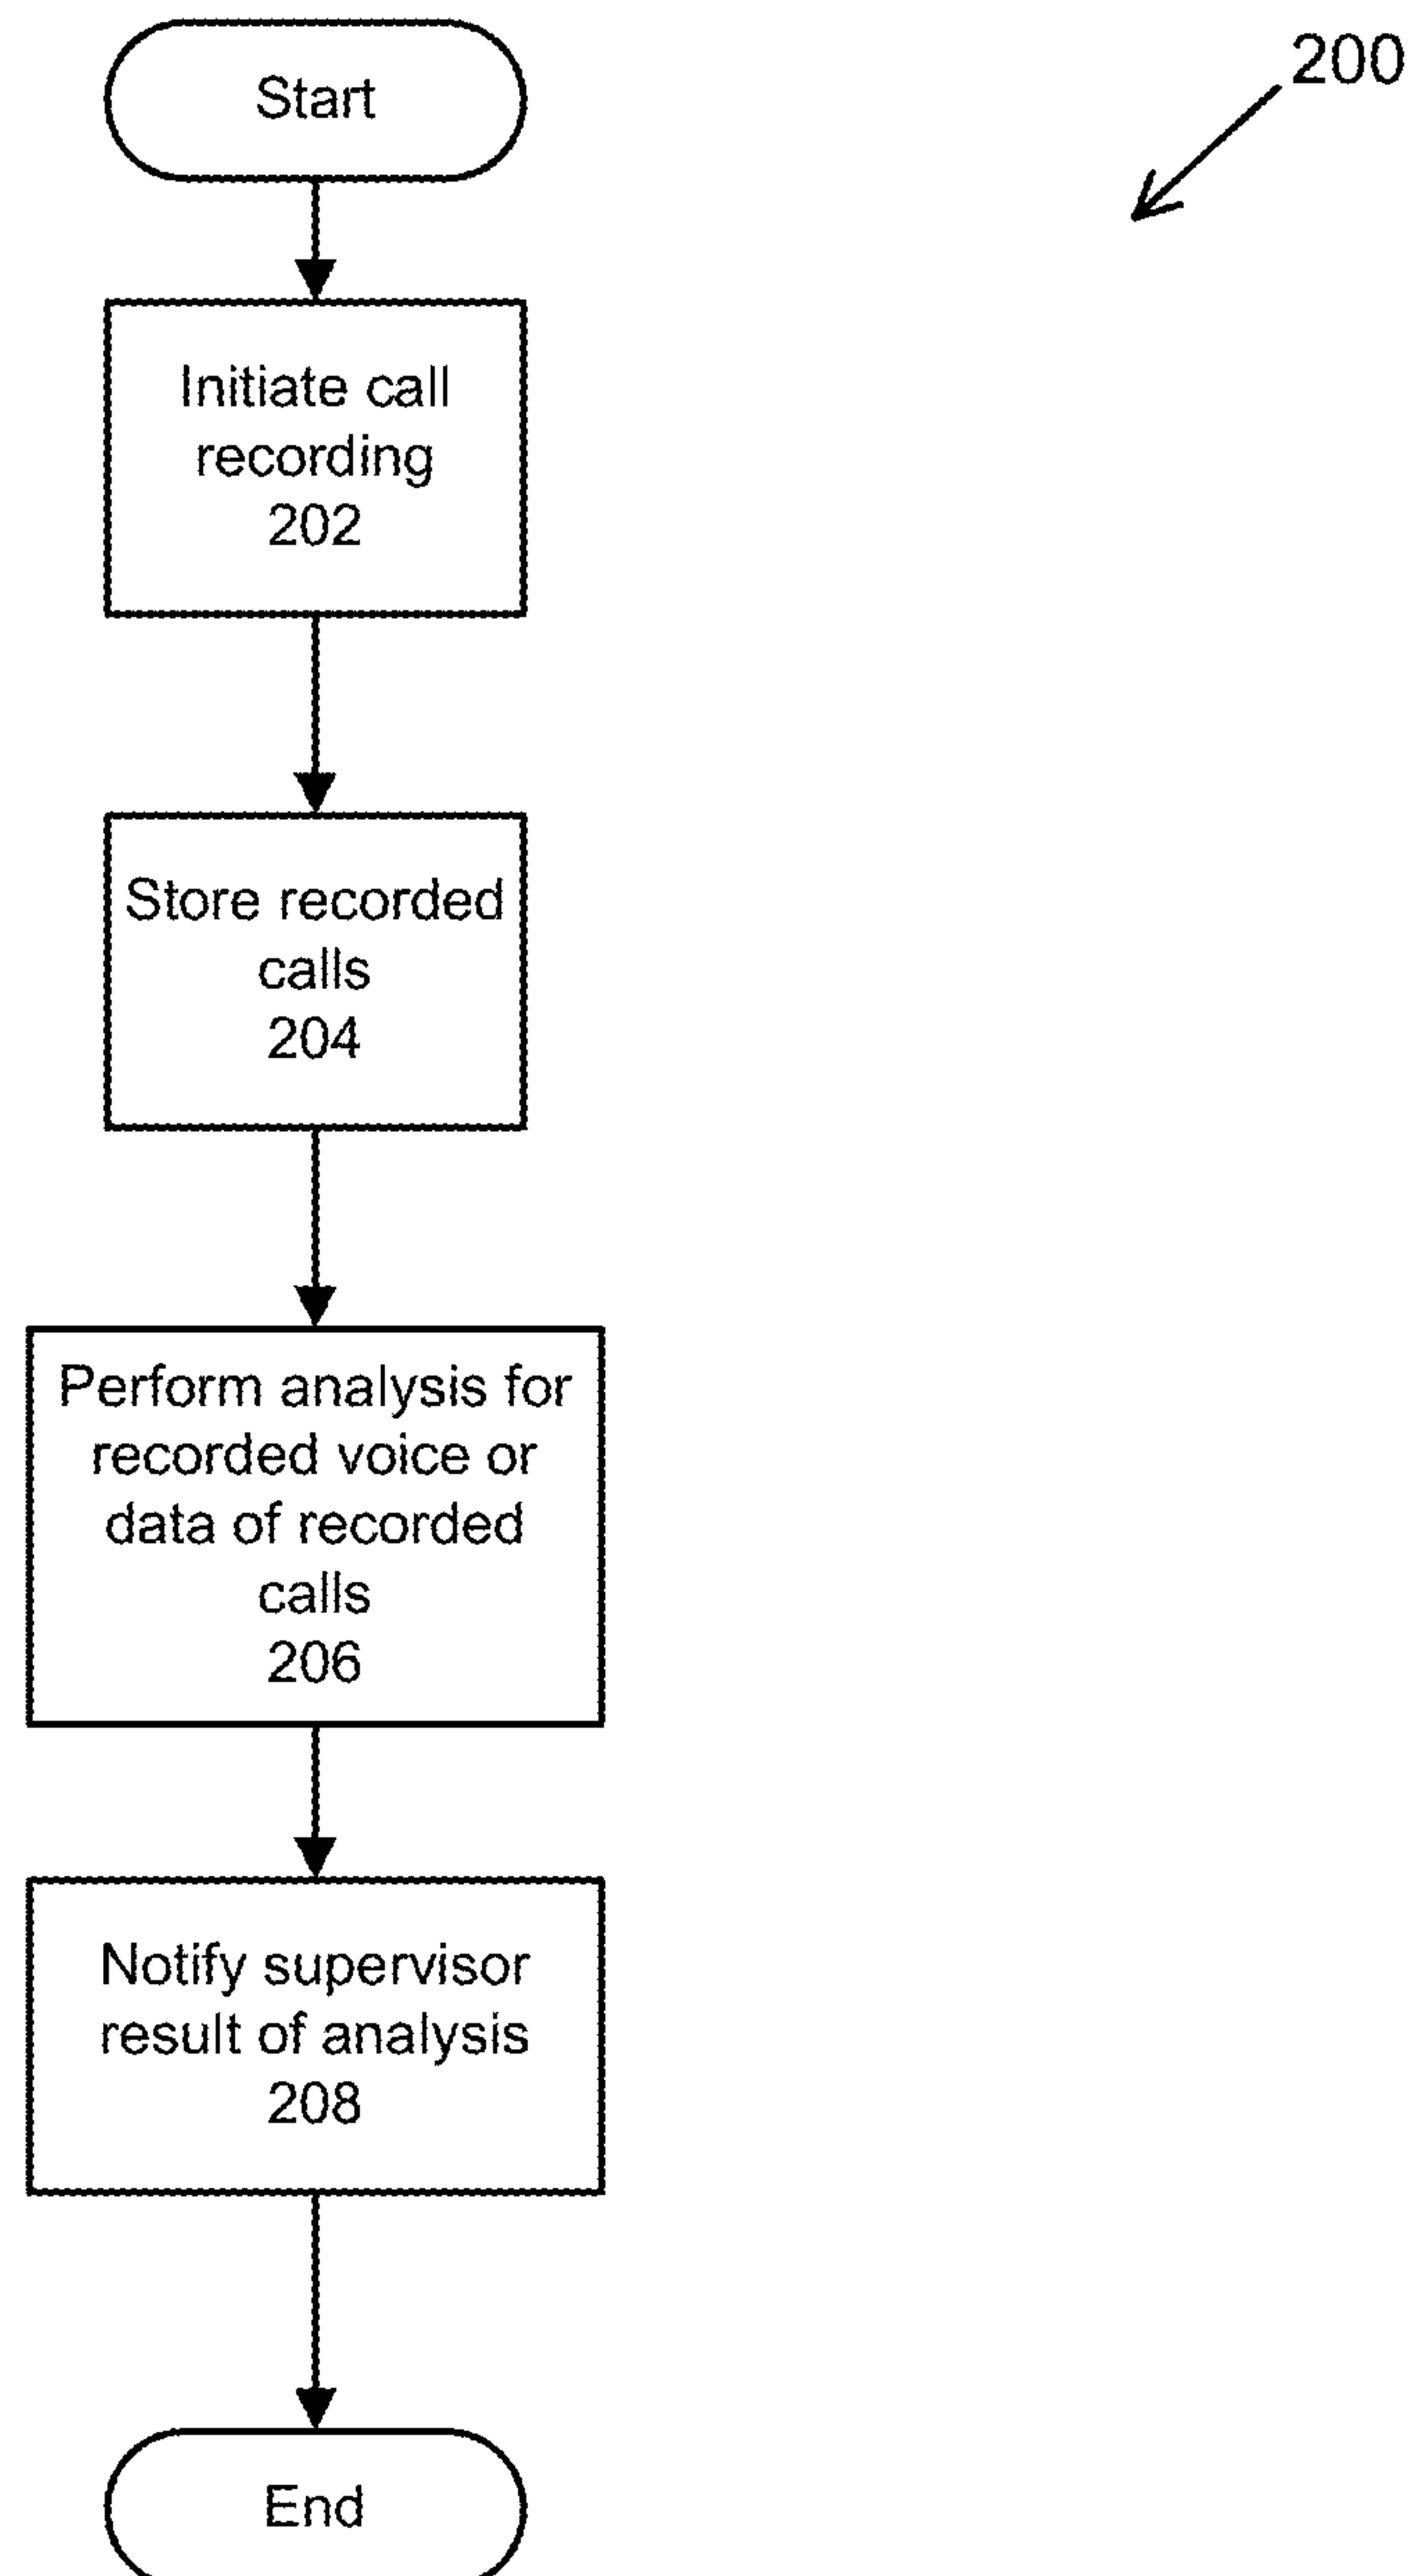 Start
200
Initiate call
recording
202
Store recorded
calls
204
Perform analysis for
recorded voice or
data of recorded
calls
206
Notify supervisor
result of analysis
208
End